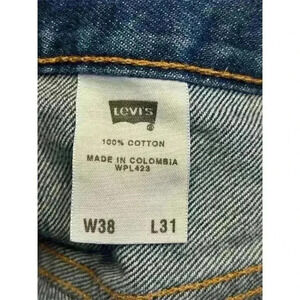 Levi's
®
100% COTTON
MADE IN COLOMBIA
WPL423
W38 L31